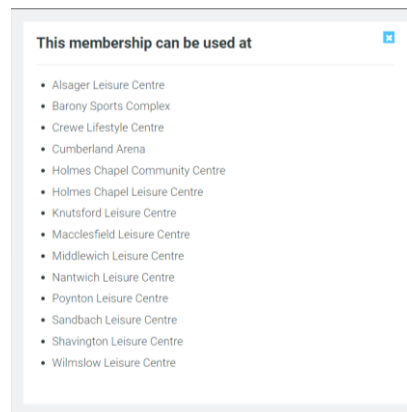 This membership can be used at
• Alsager Leisure Centre
• Barony Sports Complex
• Crewe Lifestyle Centre
• Cumberland Arena
• Holmes Chapel Community Centre
• Holmes Chapel Leisure Centre
• Knutsford Leisure Centre
• Macclesfield Leisure Centre
• Middlewich Leisure Centre
• Nantwich Leisure Centre
• Poynton Leisure Centre
• Sandbach Leisure Centre
• Shavington Leisure Centre
• Wilmslow Leisure Centre